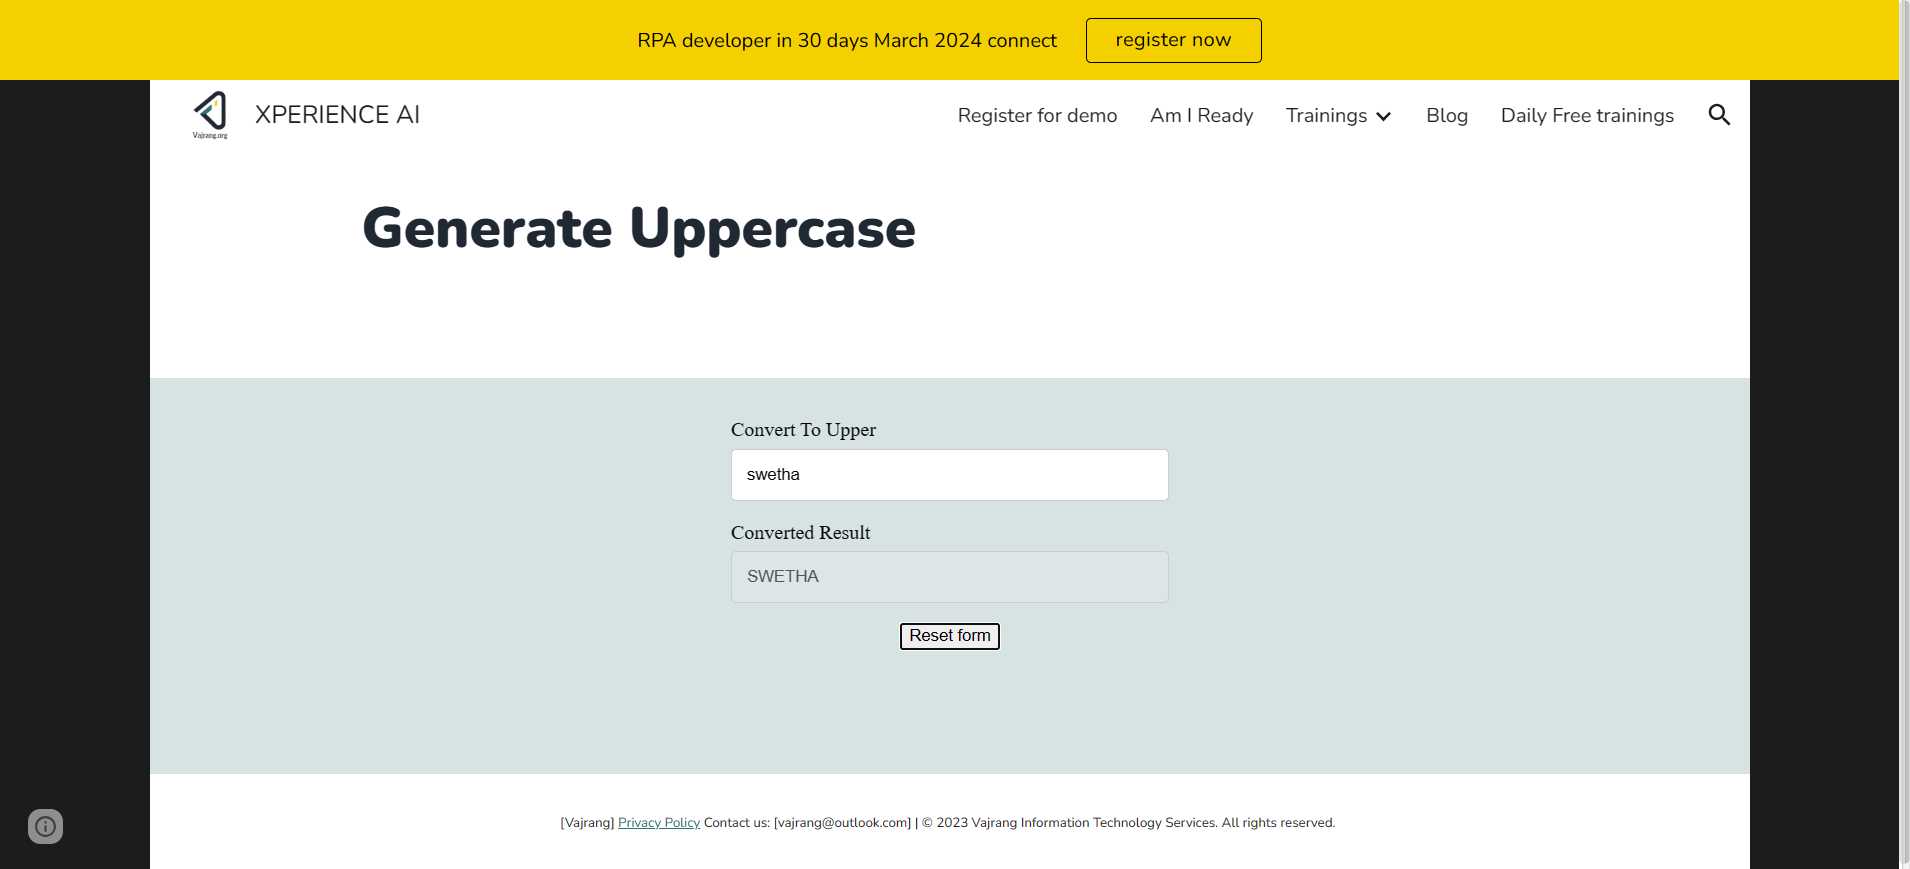 RPA developer in 30 days March 2024 connect
register now
Vajrang.org
XPERIENCE AI
Register for demo
Am I Ready
Trainings
Blog
Daily Free trainings
Generate Uppercase
Convert To Upper
swetha
Converted Result
SWETHA
Reset form
[Vajrang] Privacy Policy Contact us: [vajrang@outlook.com] | © 2023 Vajrang Information Technology Services. All rights reserved.